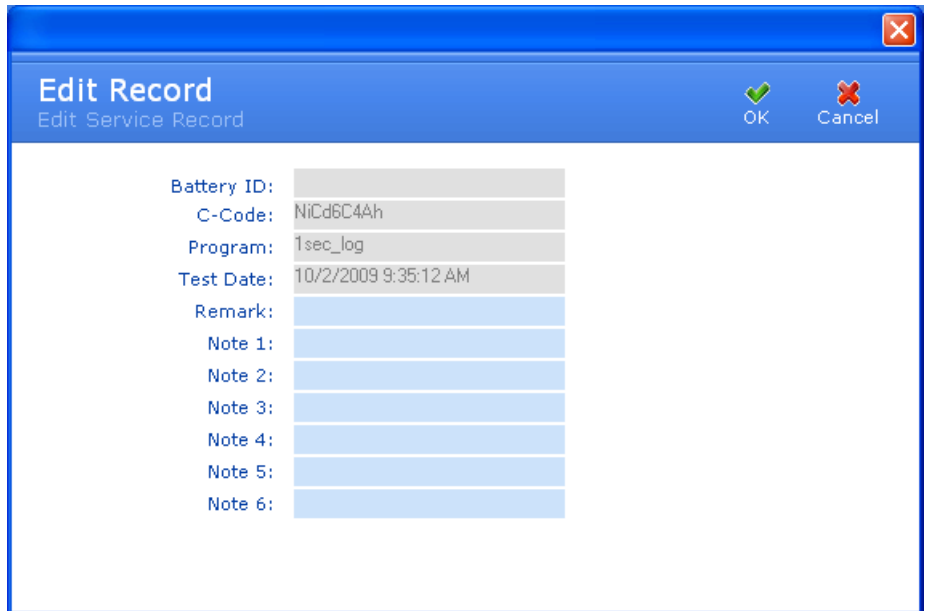 Edit Record
Edit Service Record
OK
Cancel
Battery ID:
C-Code: NiCd6C4Ah
Program: 1sec_log
Test Date: 10/2/2009 9:35:12 AM
Remark:
Note 1:
Note 2:
Note 3:
Note 4:
Note 5:
Note 6: